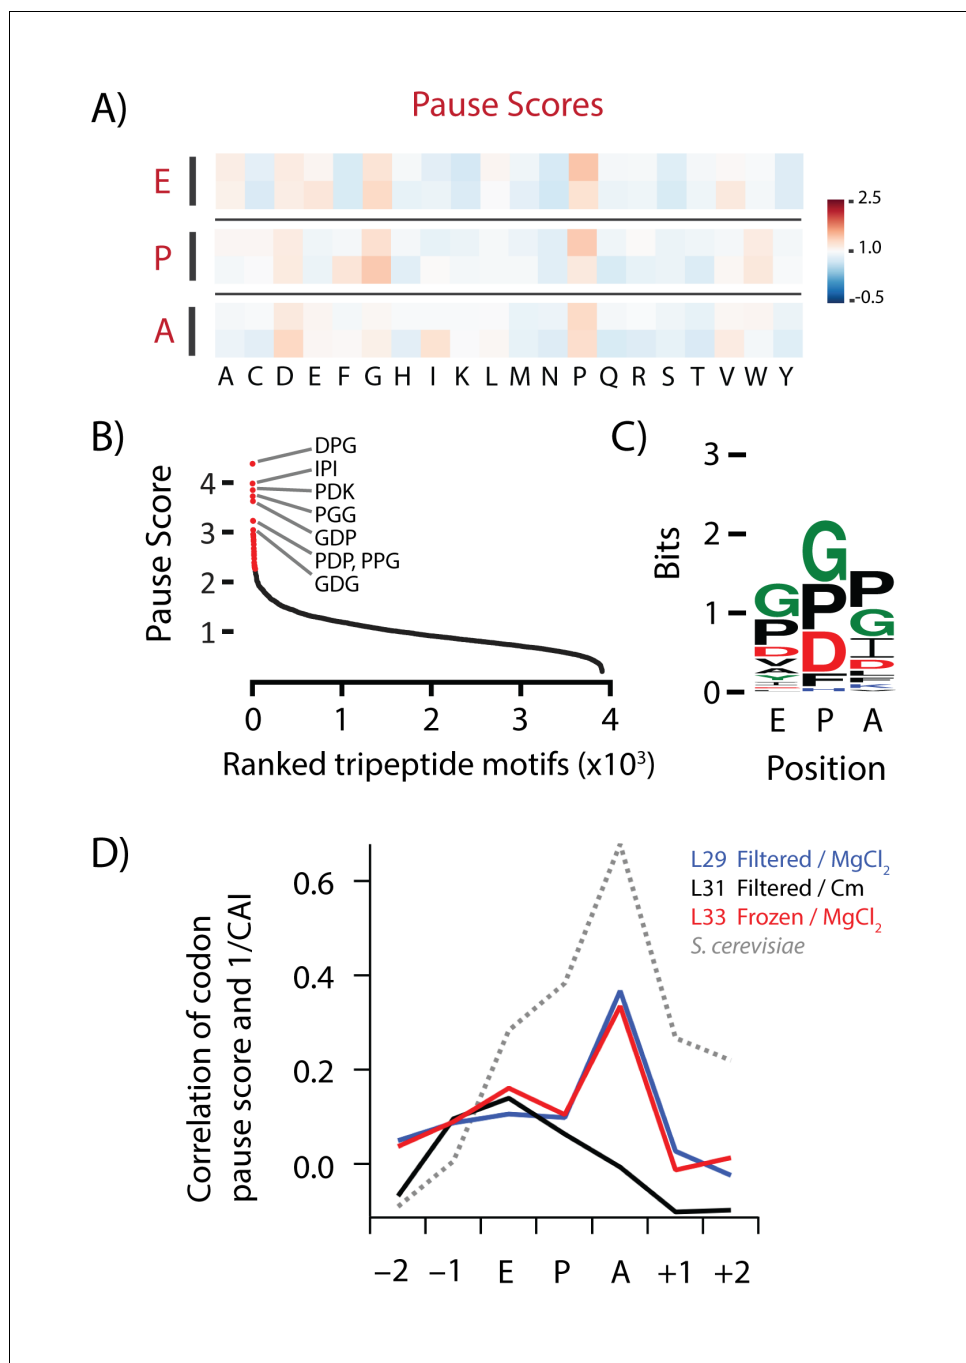 A)
Pause Scores
E
P
A
2.5
1.0
-0.5
A C D E F G H I K L M N P Q R S T V W Y
B)
Pause Score
4
3
2
1
DPG
IPI
PDK
PGG
GDP
PDP, PPG
GDG
0 1 2 3 4
Ranked tripeptide motifs (x10³)
C)
Bits
3
2
1
0
G
P
D
V
A
Y
G
P
D
F
H
P
G
I
D
E P A
Position
D)
Correlation of codon
pause score and 1/CAI
0.6
0.4
0.2
0.0
L29 Filtered / MgCl₂
L31 Filtered / Cm
L33 Frozen / MgCl₂
S. cerevisiae
−2 −1 E P A +1 +2